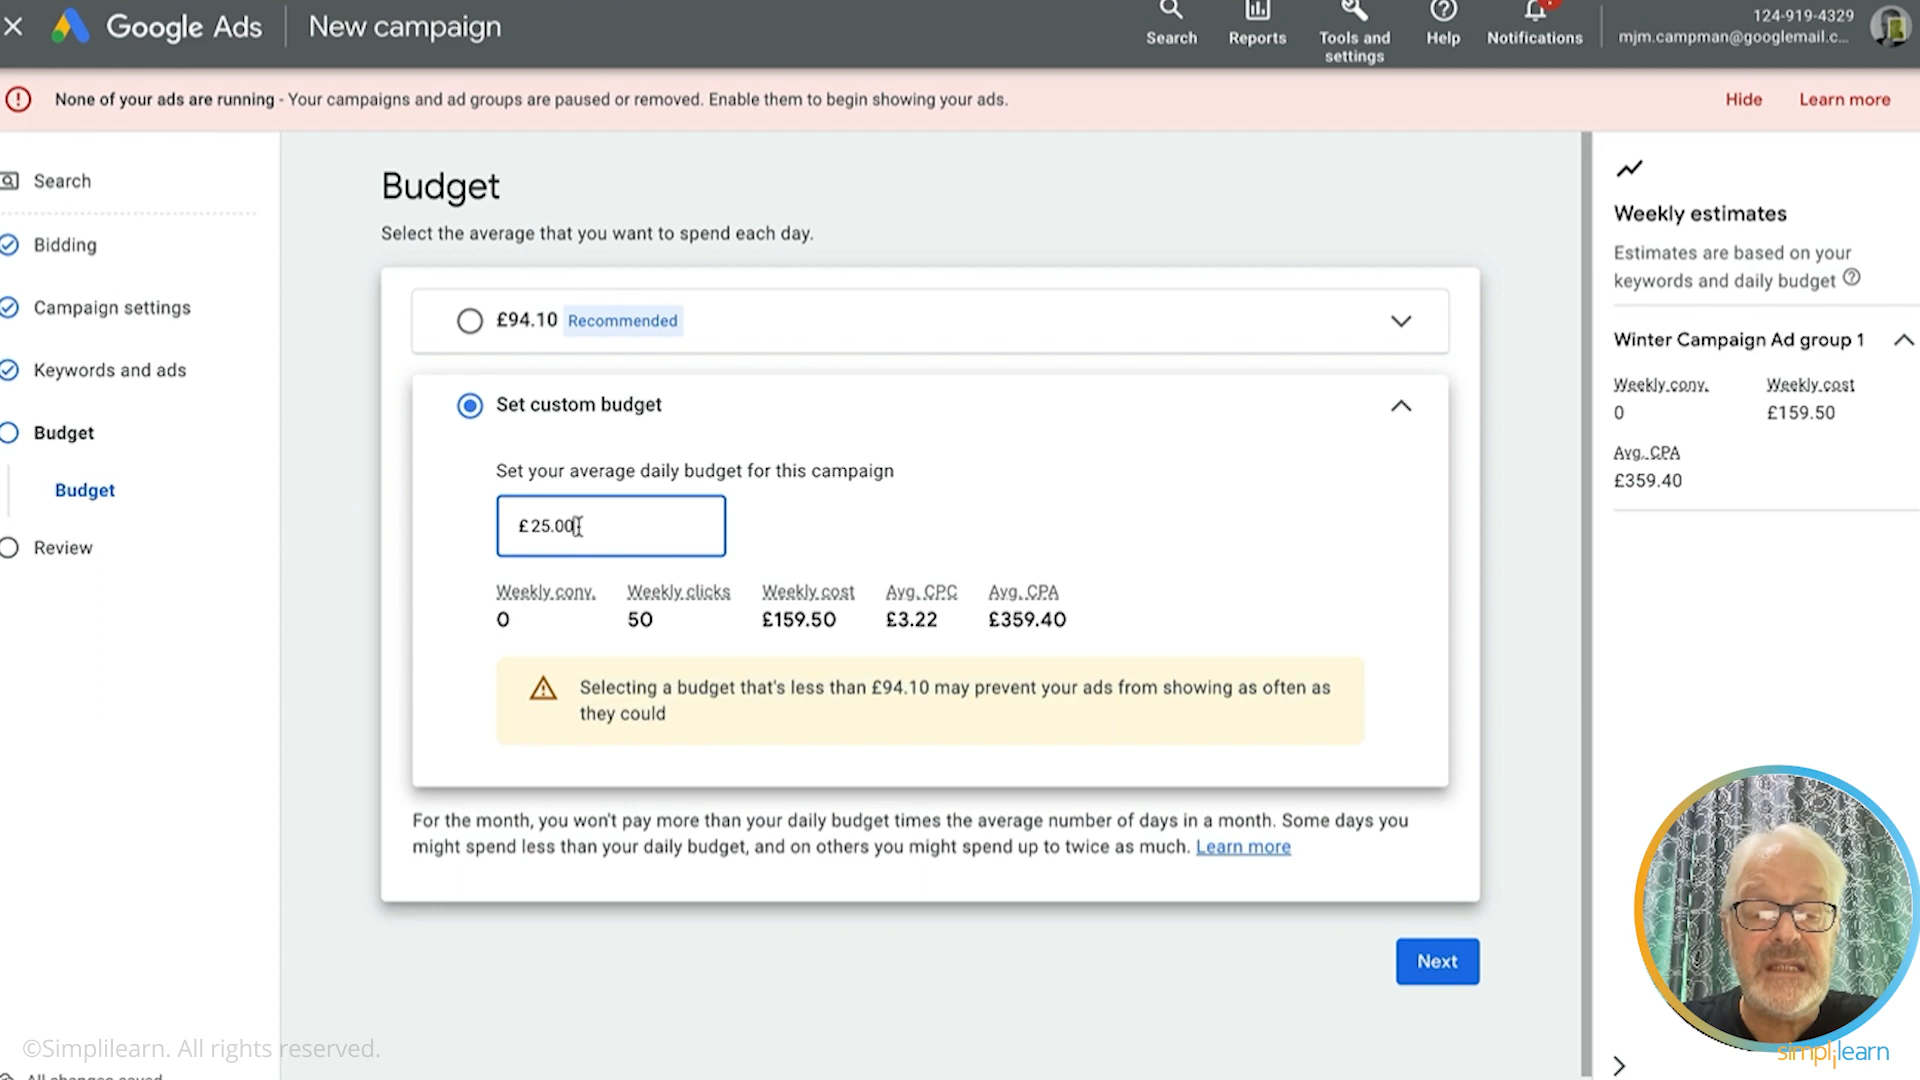 Google Ads
New campaign
Search
Reports
Tools and
settings
Help
Notifications
124-919-4329
mjm.campman@googlemail.c...
None of your ads are running - Your campaigns and ad groups are paused or removed. Enable them to begin showing your ads.
Hide
Learn more
Search
Bidding
Campaign settings
Keywords and ads
Budget
Budget
Review
Budget
Select the average that you want to spend each day.
£94.10 Recommended
Set custom budget
Set your average daily budget for this campaign
£25.00
Weekly conv. Weekly clicks Weekly cost Avg. CPC Avg. CPA
0 50 £159.50 £3.22 £359.40
Selecting a budget that's less than £94.10 may prevent your ads from showing as often as
they could
For the month, you won't pay more than your daily budget times the average number of days in a month. Some days you
might spend less than your daily budget, and on others you might spend up to twice as much. Learn more
Next
Weekly estimates
Estimates are based on your
keywords and daily budget
Winter Campaign Ad group 1
Weekly conv. Weekly cost
0 £159.50
Avg. CPA
£359.40
©Simplilearn. All rights reserved.
All changes saved
simplilearn